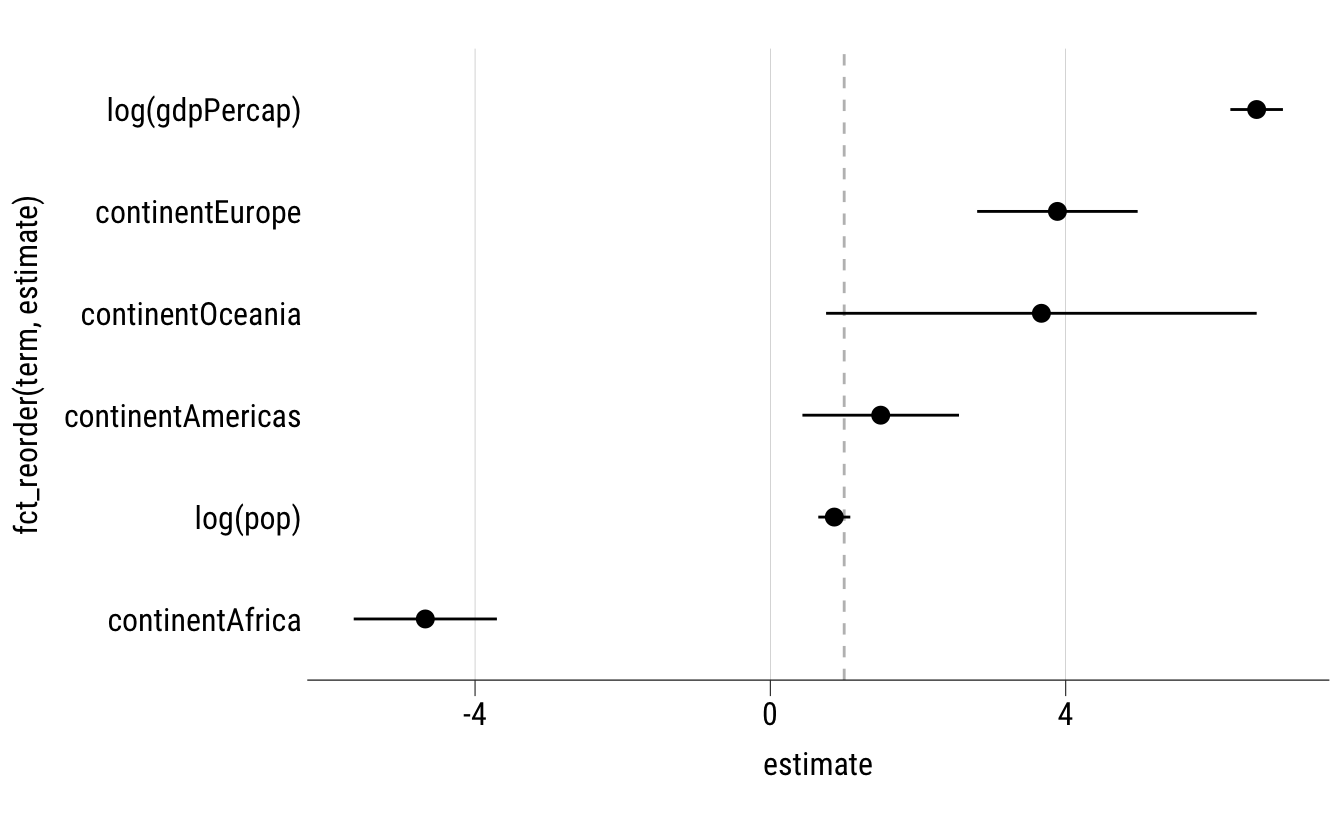 fct_reorder(term, estimate)
log(gdpPercap)
continentEurope
continentOceania
continentAmericas
log(pop)
continentAfrica
-4 0 4
estimate